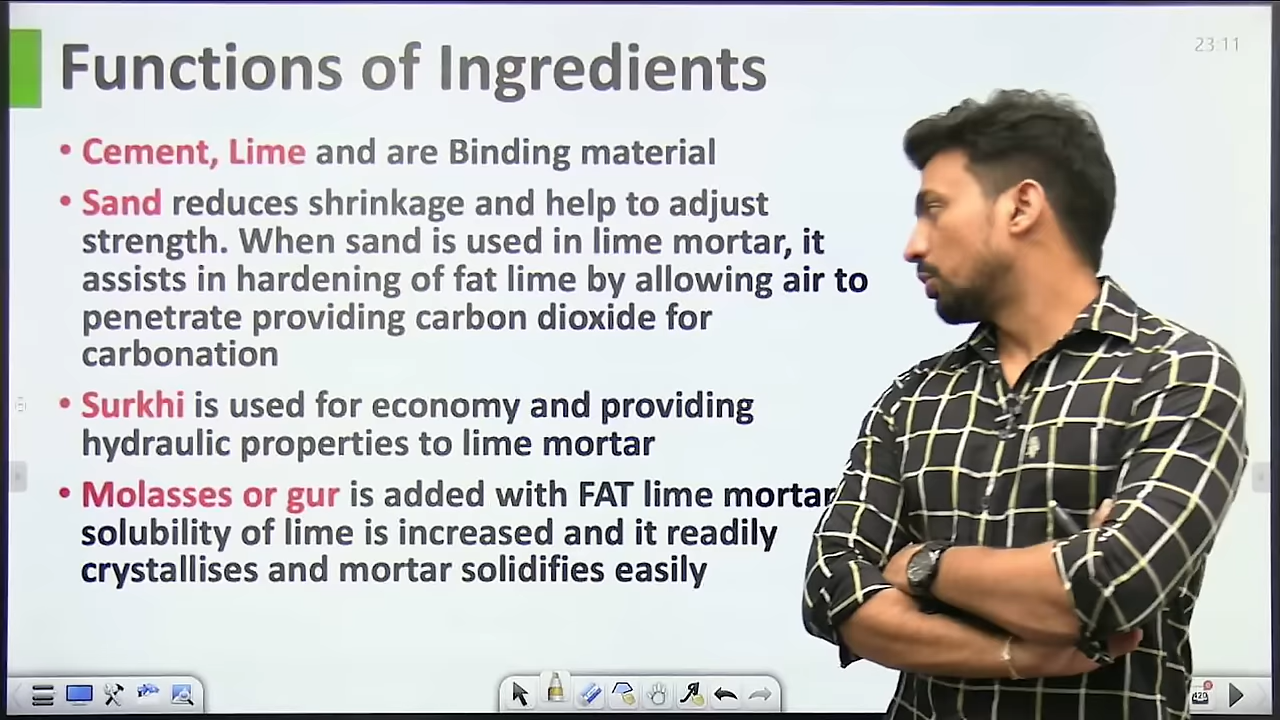 23:11
Functions of Ingredients
• Cement, Lime and are Binding material
• Sand reduces shrinkage and help to adjust
strength. When sand is used in lime mortar, it
assists in hardening of fat lime by allowing air to
penetrate providing carbon dioxide for
carbonation
• Surkhi is used for economy and providing
hydraulic properties to lime mortar
• Molasses or gur is added with FAT lime mortar
solubility of lime is increased and it readily
crystallises and mortar solidifies easily